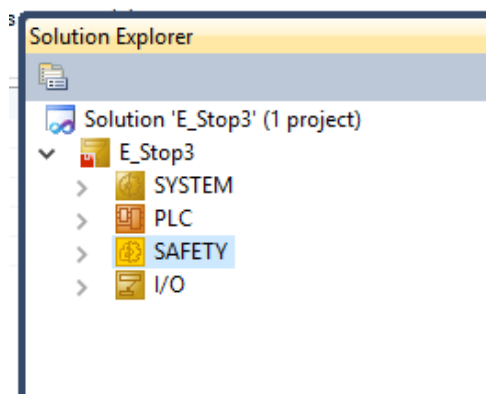 Solution Explorer
Solution 'E_Stop3' (1 project)
E_Stop3
SYSTEM
PLC
SAFETY
I/O